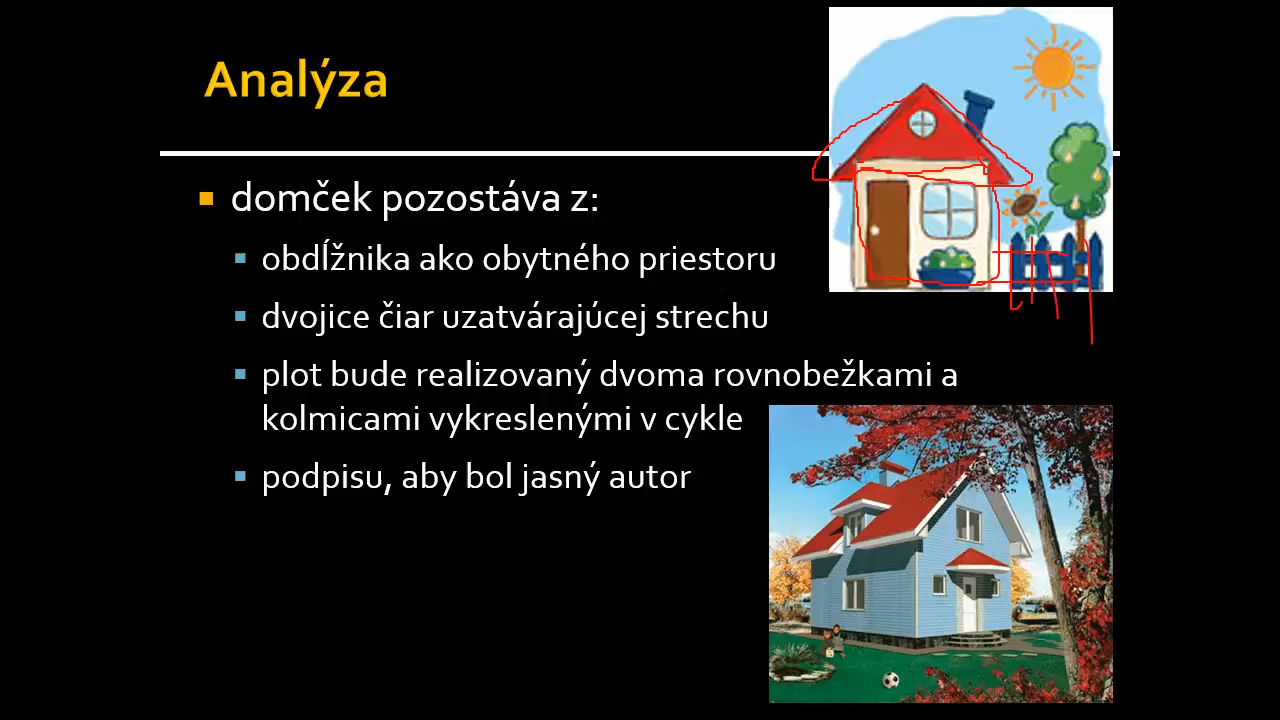 Analýza
domček pozostáva z:
obdĺžnika ako obytného priestoru
dvojice čiar uzatvárajúcej strechu
plot bude realizovaný dvoma rovnobežkami a
kolmicami vykreslenými v cykle
podpisu, aby bol jasný autor